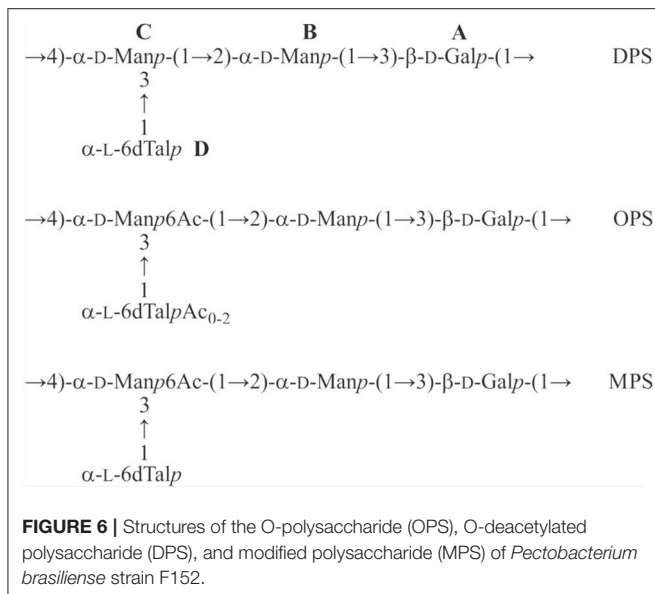 C B A
→4)-α-D-Manp-(1→2)-α-D-Manp-(1→3)-β-D-Galp-(1→ DPS
3
↑
1
α-L-6dTalp D
→4)-α-D-Manp6Ac-(1→2)-α-D-Manp-(1→3)-β-D-Galp-(1→ OPS
3
↑
1
α-L-6dTalpAc₀₋₂
→4)-α-D-Manp6Ac-(1→2)-α-D-Manp-(1→3)-β-D-Galp-(1→ MPS
3
↑
1
α-L-6dTalp
FIGURE 6 | Structures of the O-polysaccharide (OPS), O-deacetylated
polysaccharide (DPS), and modified polysaccharide (MPS) of Pectobacterium
brasiliense strain F152.